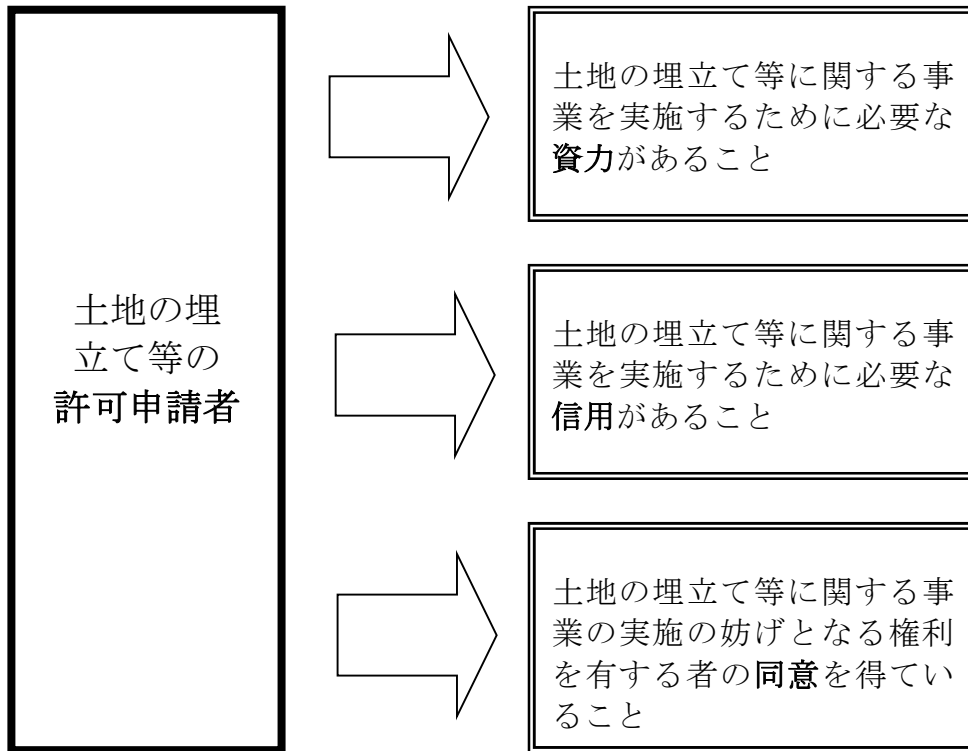 土地の埋
立て等の
許可申請者
土地の埋立て等に関する事
業を実施するために必要な
資力があること
土地の埋立て等に関する事
業を実施するために必要な
信用があること
土地の埋立て等に関する事
業の実施の妨げとなる権利
を有する者の同意を得てい
ること